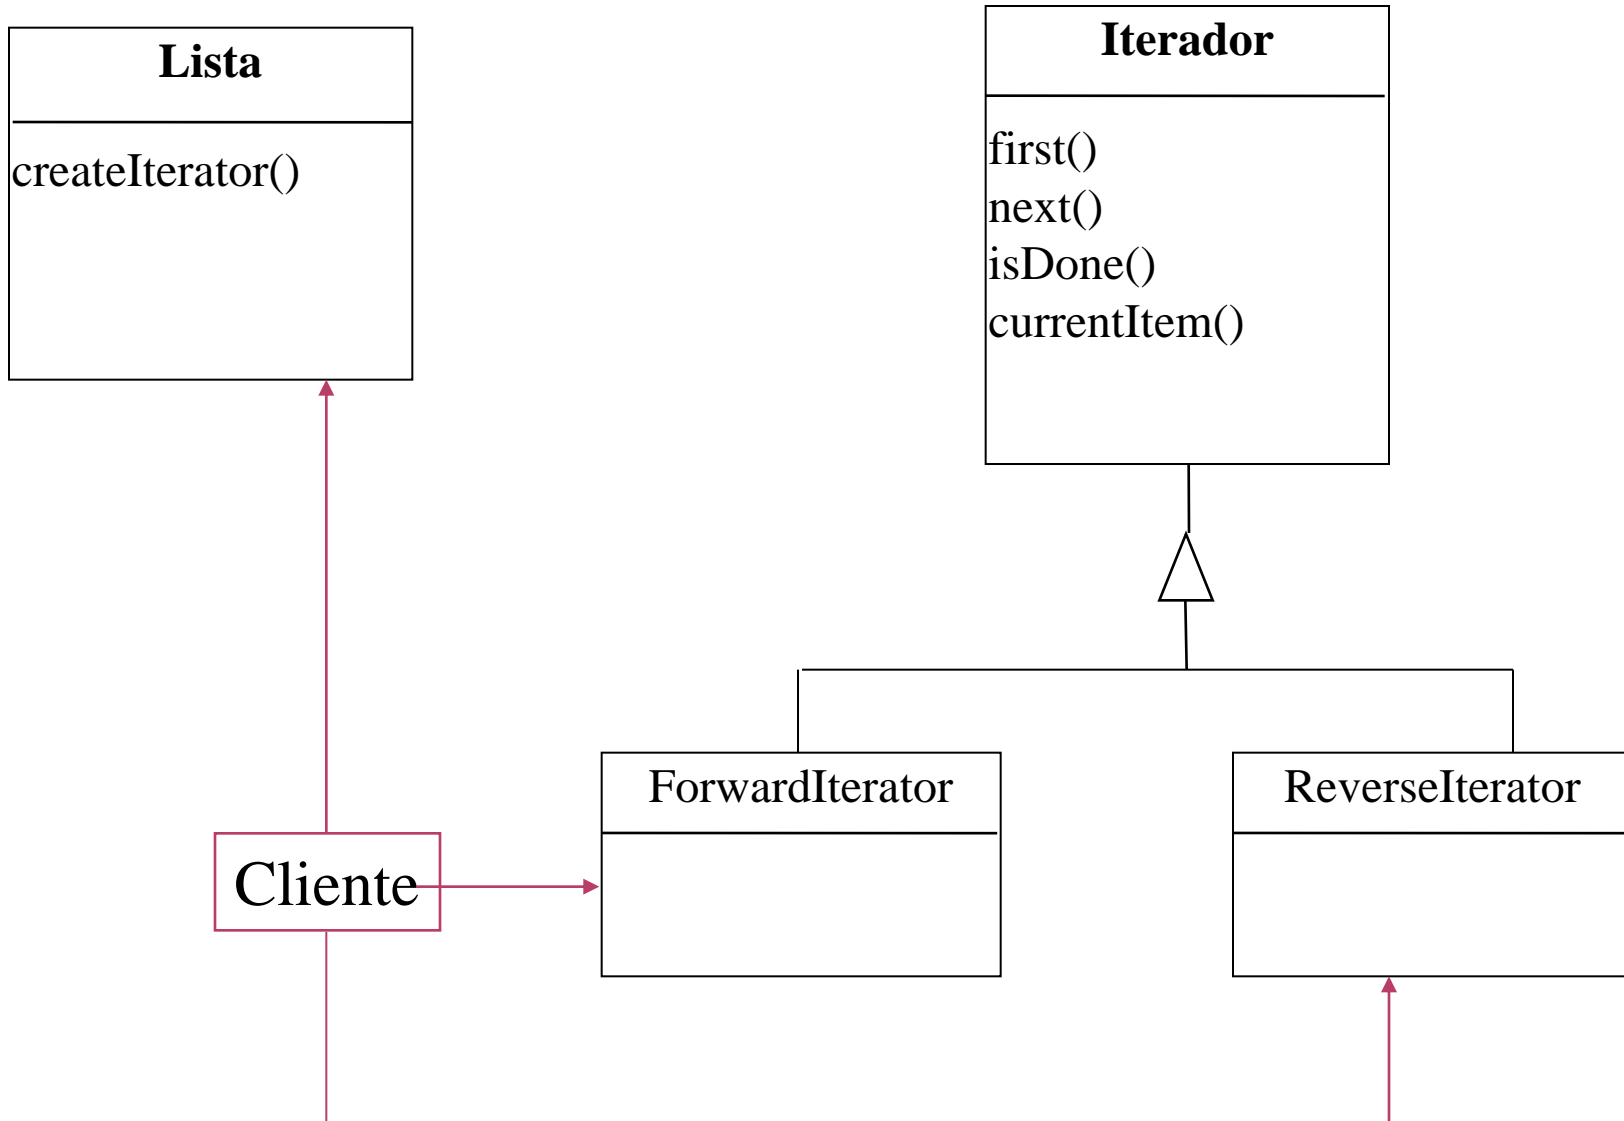 Lista
createIterator()
Iterador
first()
next()
isDone()
currentItem()
ForwardIterator
ReverseIterator
Cliente